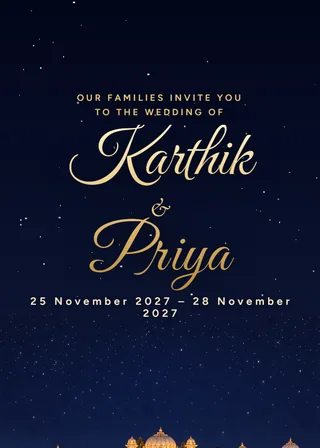 OUR FAMILIES INVITE YOU
TO THE WEDDING OF
Karthik
&
Priya
25 November 2027 – 28 November
2027